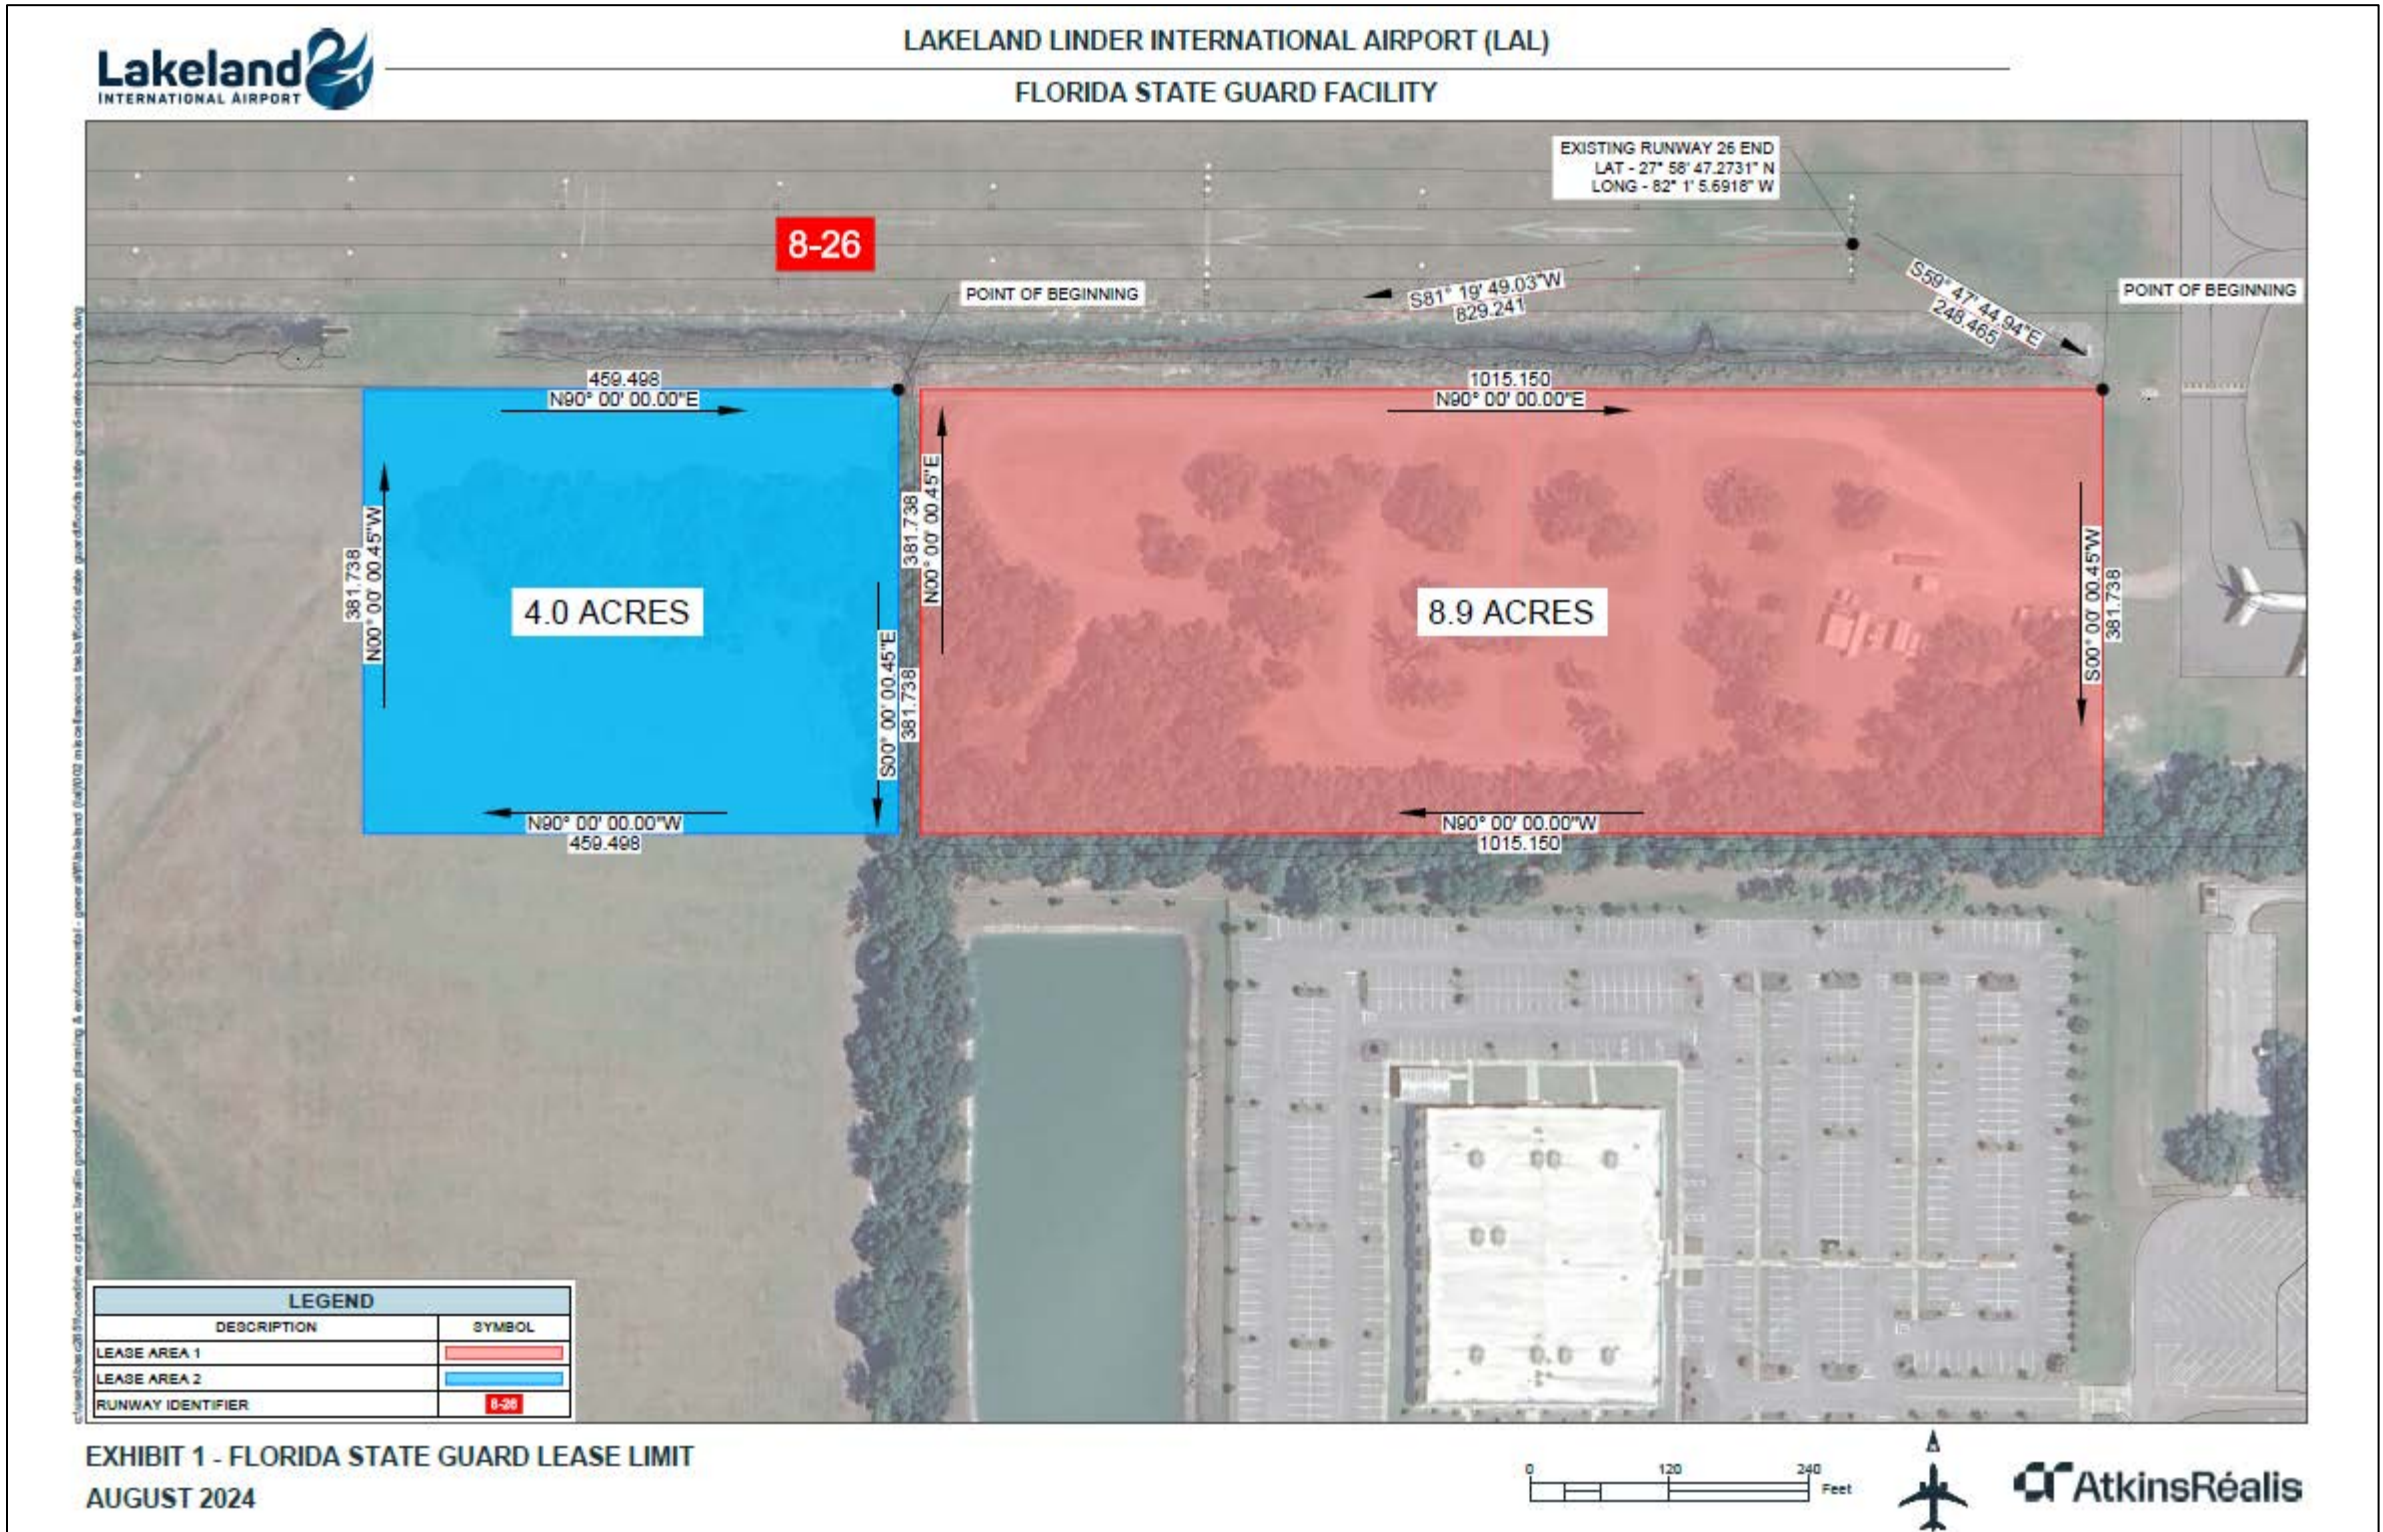 Lakeland
INTERNATIONAL AIRPORT
LAKELAND LINDER INTERNATIONAL AIRPORT (LAL)
FLORIDA STATE GUARD FACILITY
EXISTING RUNWAY 26 END
LAT - 27° 58' 47.2731" N
LONG - 82° 1' 5.6918" W
8-26
POINT OF BEGINNING
S81° 19' 49.03"W
829.241
S59° 47' 44.94"E
248.465
POINT OF BEGINNING
459.498
N90° 00' 00.00"E
1015.150
N90° 00' 00.00"E
381.738
N00° 00' 00.45"W
4.0 ACRES
S00° 00' 00.45"E
381.738
381.738
N00° 00' 00.45"E
8.9 ACRES
S00° 00' 00.45"W
381.738
N90° 00' 00.00"W
459.498
N90° 00' 00.00"W
1015.150
LEGEND
DESCRIPTION
SYMBOL
LEASE AREA 1
LEASE AREA 2
RUNWAY IDENTIFIER
8-26
EXHIBIT 1 - FLORIDA STATE GUARD LEASE LIMIT
AUGUST 2024
0
120
240
Feet
AtkinsRéalis